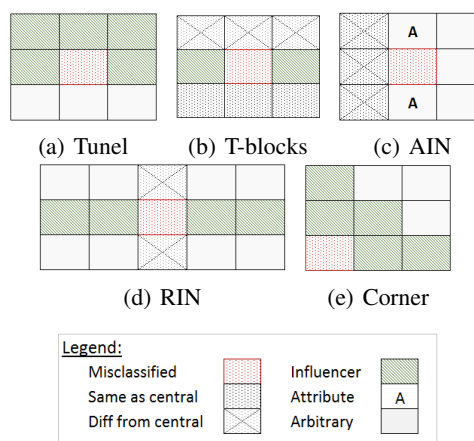 A
A
(a) Tunel
(b) T-blocks
(c) AIN
(d) RIN
(e) Corner
Legend:
Misclassified
Influencer
Same as central
Attribute
A
Diff from central
Arbitrary